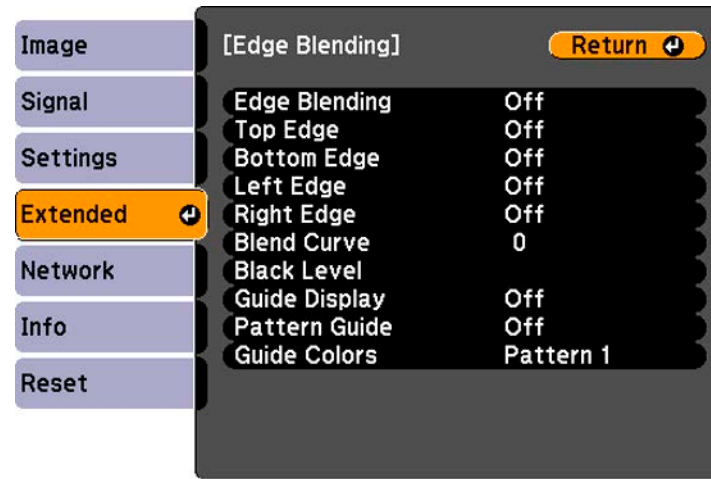 Image
Signal
Settings
Extended
Network
Info
Reset
[Edge Blending]
Return
Edge Blending Off
Top Edge Off
Bottom Edge Off
Left Edge Off
Right Edge Off
Blend Curve 0
Black Level
Guide Display Off
Pattern Guide Off
Guide Colors Pattern 1